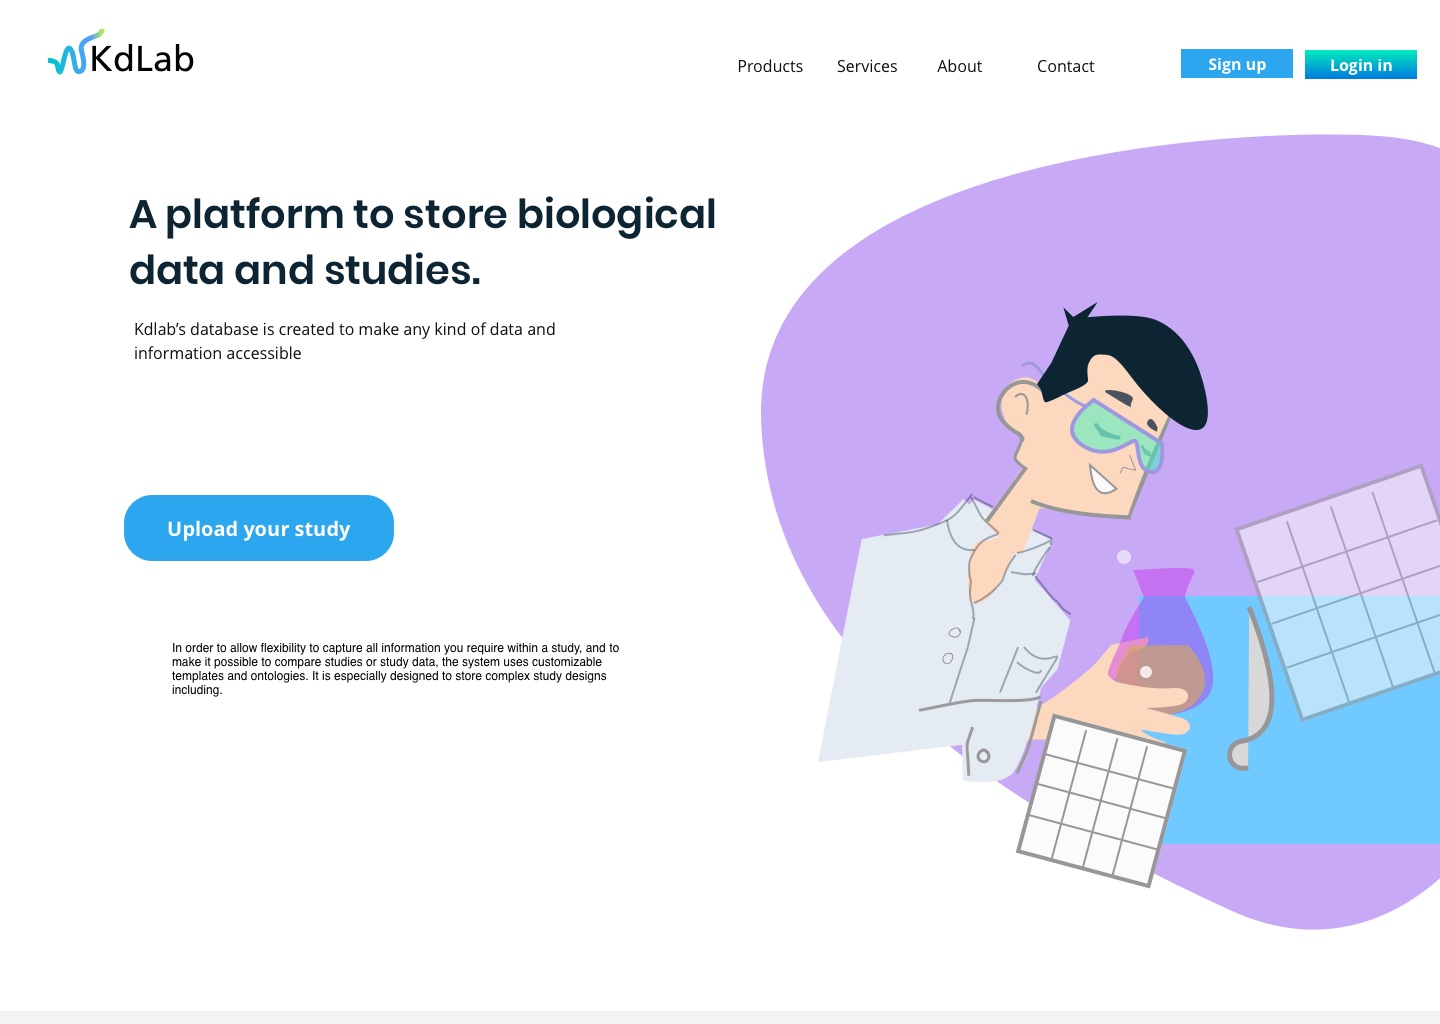 KdLab
Products Services About Contact Sign up Login in
A platform to store biological
data and studies.
Kdlab’s database is created to make any kind of data and
information accessible
Upload your study
In order to allow flexibility to capture all information you require within a study, and to
make it possible to compare studies or study data, the system uses customizable
templates and ontologies. It is especially designed to store complex study designs
including.